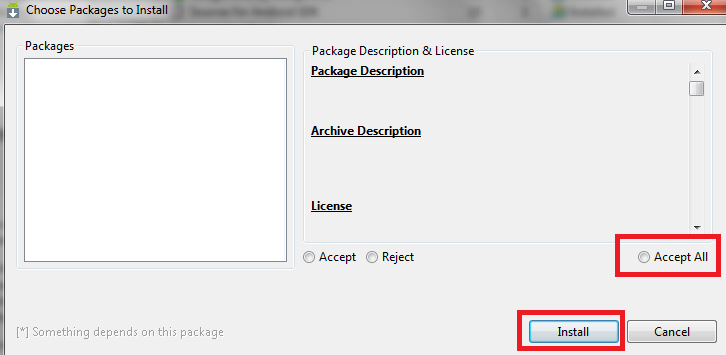 Choose Packages to Install
Packages
Package Description & License
Package Description
Archive Description
License
Accept Reject Accept All
[*] Something depends on this package
Install Cancel